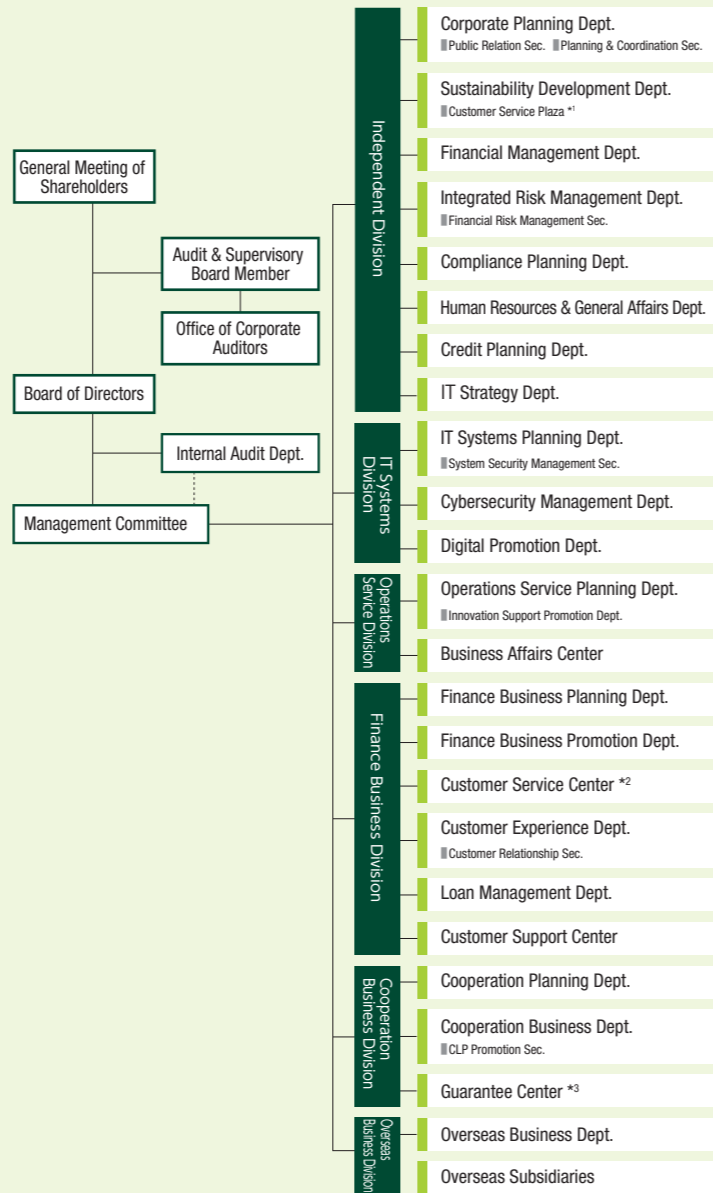 General Meeting of
Shareholders
Audit & Supervisory
Board Member
Office of Corporate
Auditors
Board of Directors
Internal Audit Dept.
Management Committee
Independent Division
Corporate Planning Dept.
Public Relation Sec. Planning & Coordination Sec.
Sustainability Development Dept.
Customer Service Plaza *1
Financial Management Dept.
Integrated Risk Management Dept.
Financial Risk Management Sec.
Compliance Planning Dept.
Human Resources & General Affairs Dept.
Credit Planning Dept.
IT Strategy Dept.
IT Systems
Division
IT Systems Planning Dept.
System Security Management Sec.
Cybersecurity Management Dept.
Digital Promotion Dept.
Operations
Service Division
Operations Service Planning Dept.
Innovation Support Promotion Dept.
Business Affairs Center
Finance Business Division
Finance Business Planning Dept.
Finance Business Promotion Dept.
Customer Service Center *2
Customer Experience Dept.
Customer Relationship Sec.
Loan Management Dept.
Customer Support Center
Cooperation
Business Division
Cooperation Planning Dept.
Cooperation Business Dept.
CLP Promotion Sec.
Guarantee Center *3
Overseas
Business Division
Overseas Business Dept.
Overseas Subsidiaries